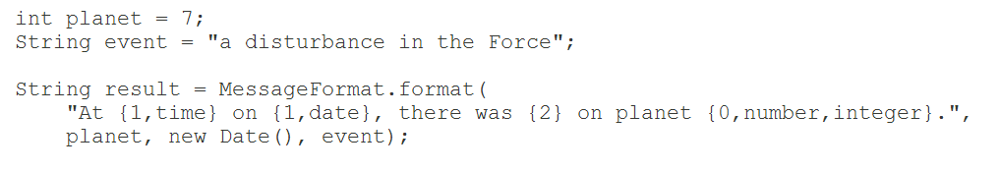 int planet = 7;
String event = "a disturbance in the Force";
String result = MessageFormat.format(
"At {1,time} on {1,date}, there was {2} on planet {0,number,integer}.",
planet, new Date(), event);